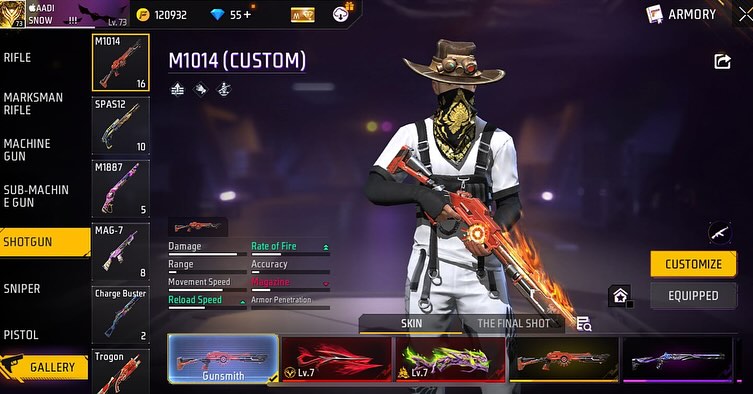 AADI
SNOW
73
Lv. 73
120932
55+
ARMORY
RIFLE
MARKSMAN
RIFLE
MACHINE
GUN
SUB-MACHIN
E GUN
SHOTGUN
SNIPER
PISTOL
GALLERY
M1014
16
SPAS12
10
M1887
5
MAG-7
8
Charge Buster
2
Trogon
M1014 (CUSTOM)
Damage
Rate of Fire
Range
Accuracy
Movement Speed
Magazine
Reload Speed
Armor Penetration
CUSTOMIZE
EQUIPPED
SKIN
THE FINAL SHOT
Gunsmith
Lv.7
Lv.7